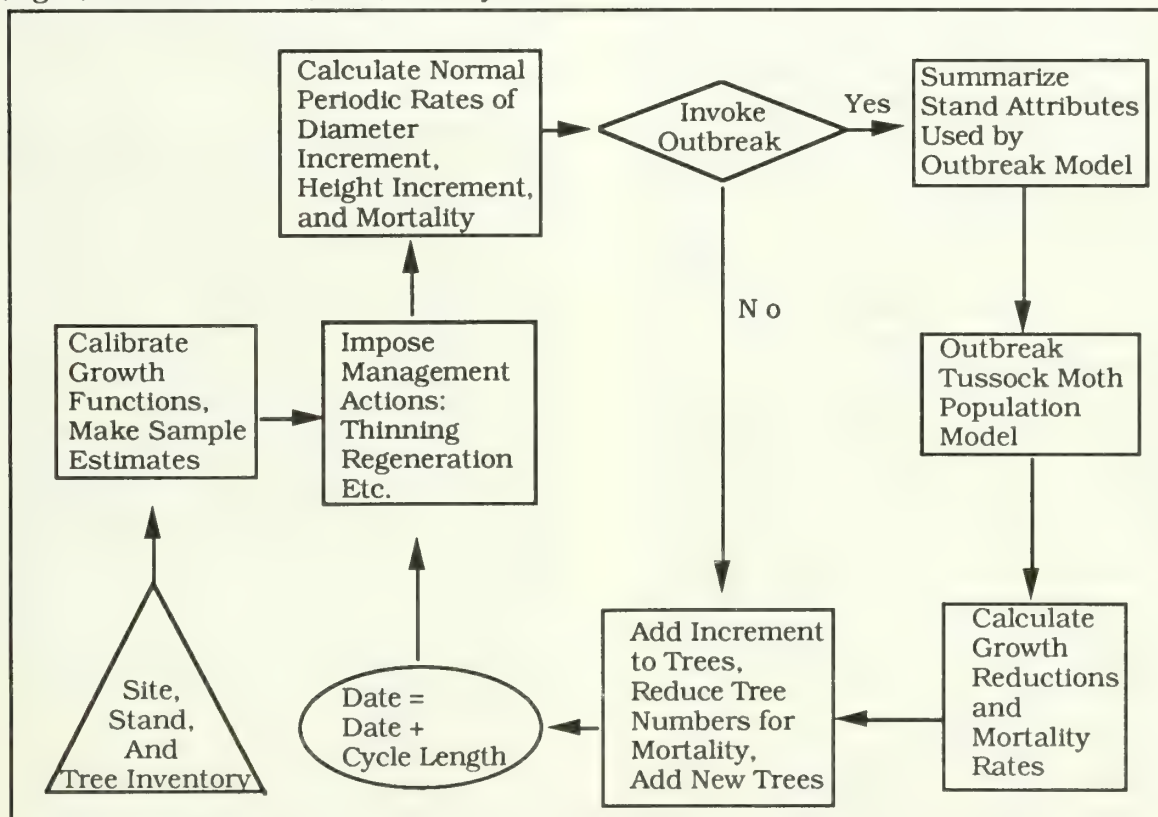 Calculate Normal
Periodic Rates of
Diameter
Increment,
Height Increment,
and Mortality
Invoke
Outbreak
Yes
Summarize
Stand Attributes
Used by
Outbreak Model
N o
Calibrate
Growth
Functions,
Make Sample
Estimates
Impose
Management
Actions:
Thinning
Regeneration
Etc.
Outbreak
Tussock Moth
Population
Model
Site,
Stand,
And
Tree Inventory
Date =
Date +
Cycle Length
Add Increment
to Trees,
Reduce Tree
Numbers for
Mortality,
Add New Trees
Calculate
Growth
Reductions
and
Mortality
Rates